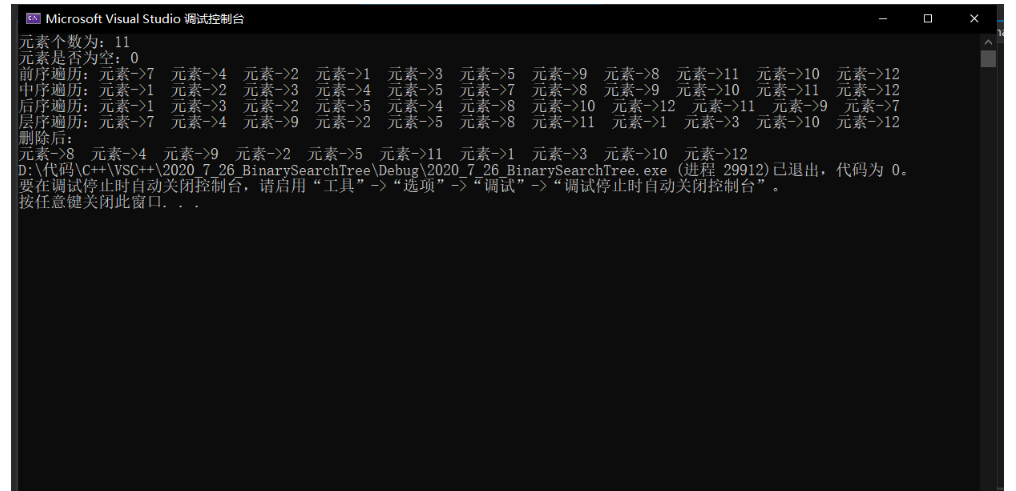 Microsoft Visual Studio 调试控制台
元素个数为：11
元素是否为空：0
前序遍历：元素->7 元素->4 元素->2 元素->1 元素->3 元素->5 元素->9 元素->8 元素->11 元素->10 元素->12
中序遍历：元素->1 元素->2 元素->3 元素->4 元素->5 元素->7 元素->8 元素->9 元素->10 元素->11 元素->12
后序遍历：元素->1 元素->3 元素->2 元素->5 元素->4 元素->8 元素->10 元素->12 元素->11 元素->9 元素->7
层序遍历：元素->7 元素->4 元素->9 元素->2 元素->5 元素->8 元素->11 元素->1 元素->3 元素->10 元素->12
删除后：
元素->8 元素->4 元素->9 元素->2 元素->5 元素->11 元素->1 元素->3 元素->10 元素->12
D:\代码\C++\VSC++\2020_7_26_BinarySearchTree\Debug\2020_7_26_BinarySearchTree.exe (进程 29912)已退出，代码为 0。
要在调试停止时自动关闭控制台，请启用“工具”->“选项”->“调试”->“调试停止时自动关闭控制台”。
按任意键关闭此窗口. . .